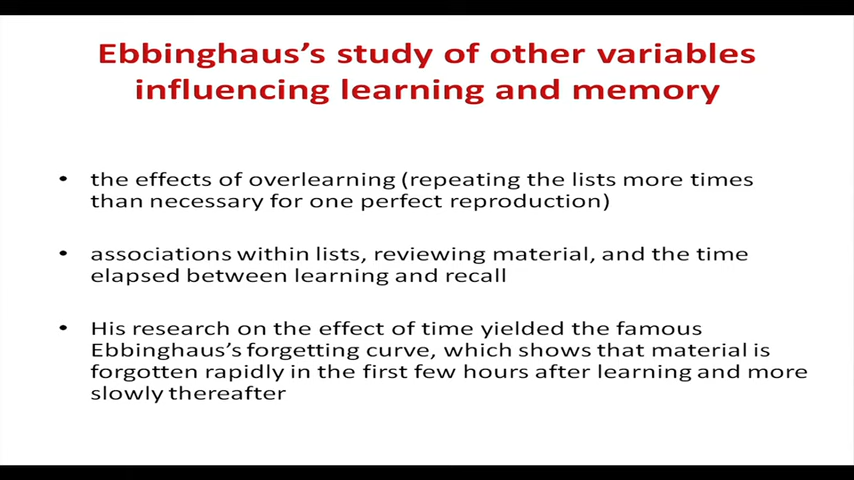 Ebbinghaus’s study of other variables
influencing learning and memory
• the effects of overlearning (repeating the lists more times
than necessary for one perfect reproduction)
• associations within lists, reviewing material, and the time
elapsed between learning and recall
• His research on the effect of time yielded the famous
Ebbinghaus’s forgetting curve, which shows that material is
forgotten rapidly in the first few hours after learning and more
slowly thereafter